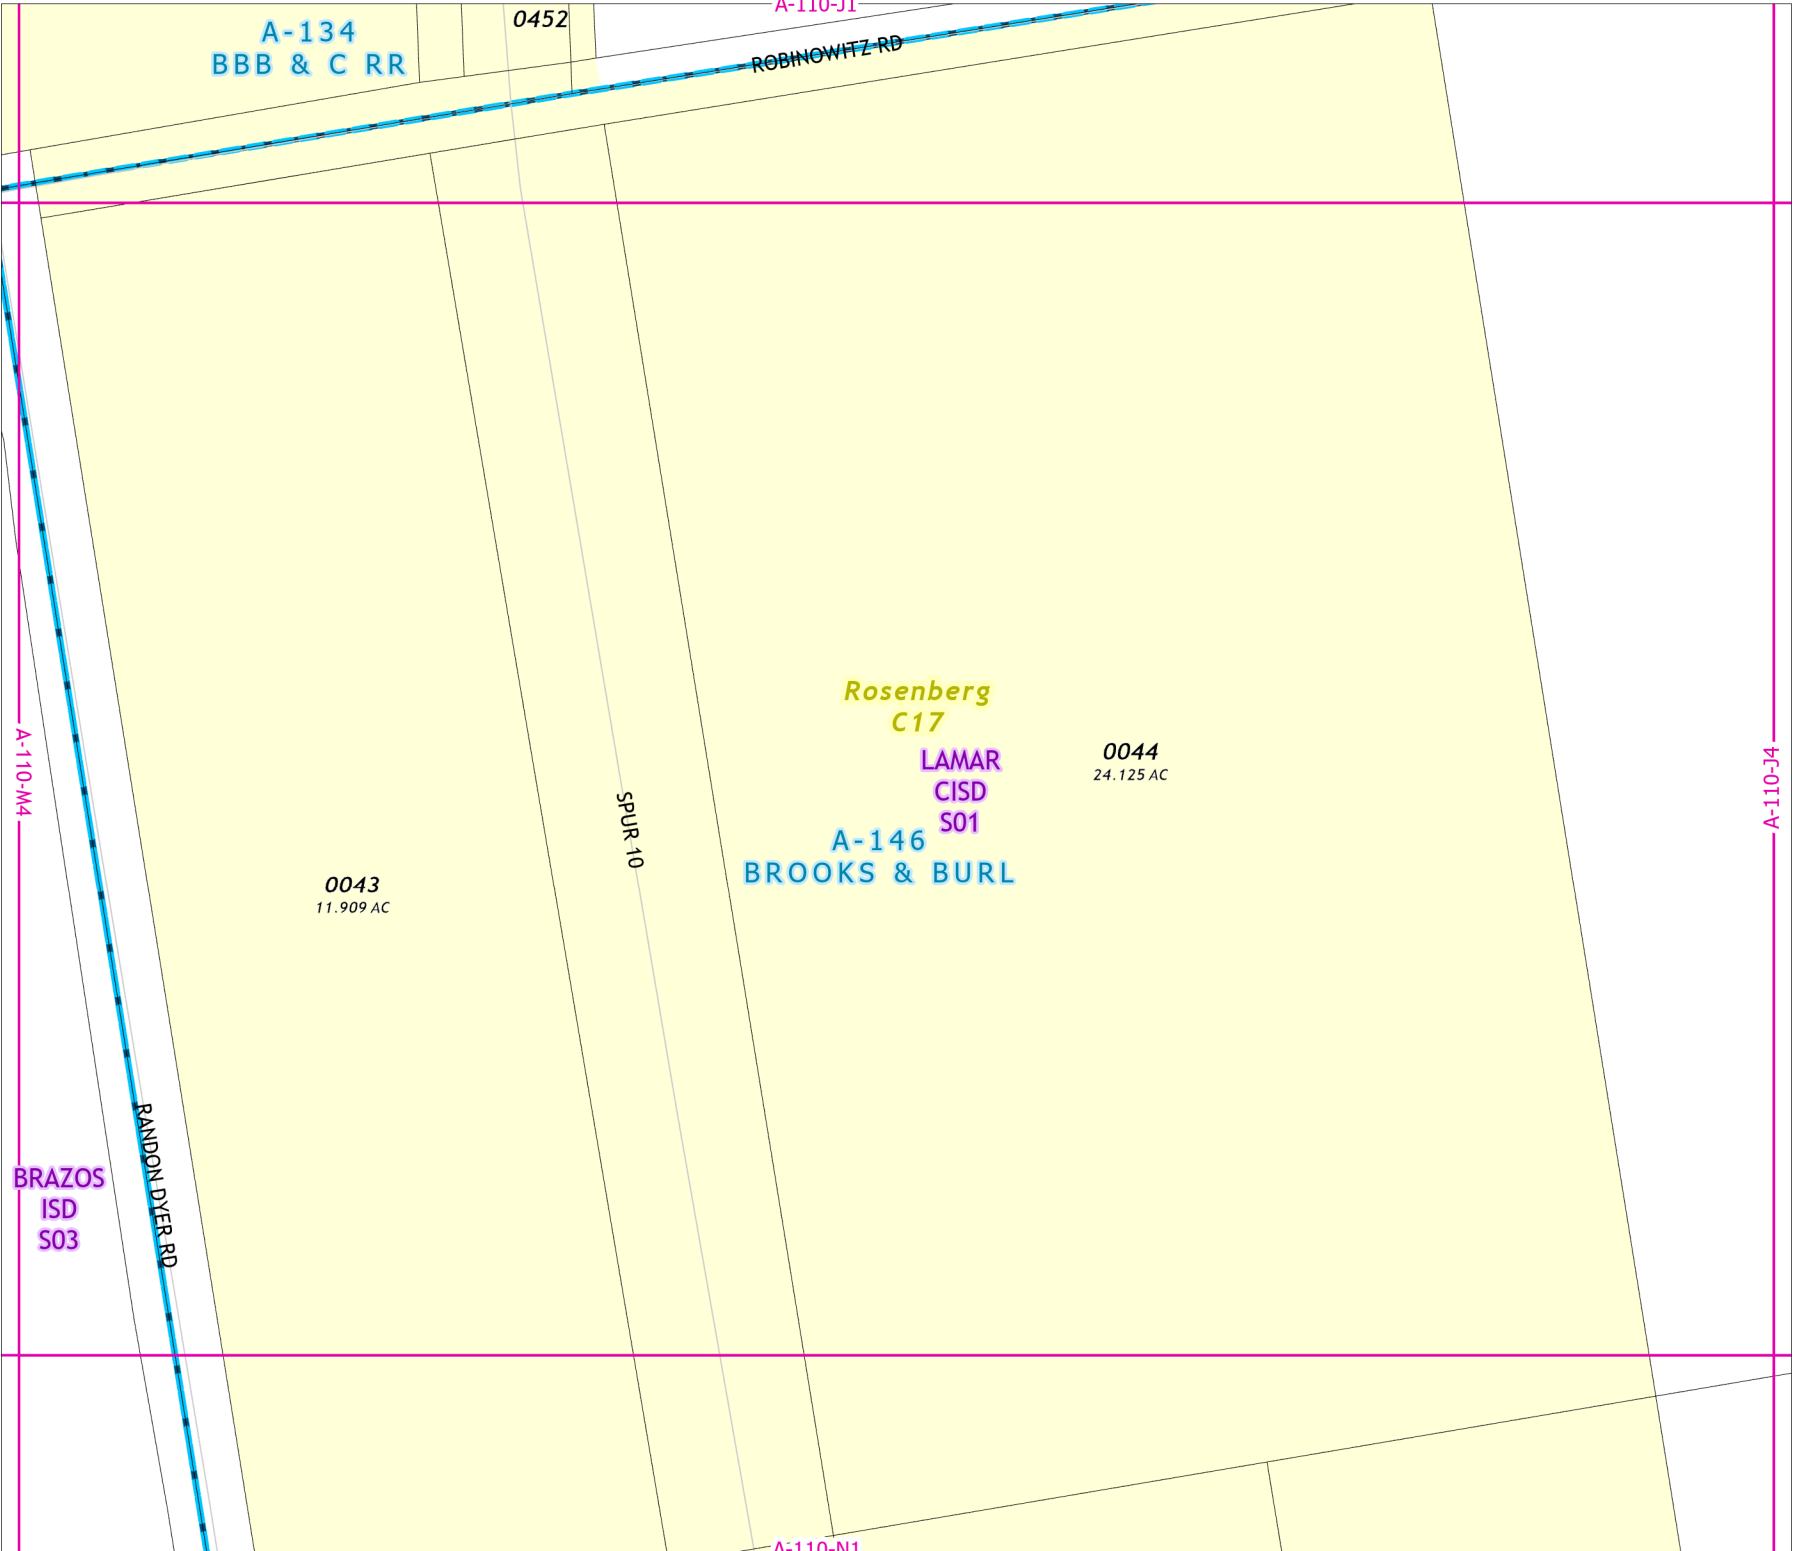 A-110-J1
0452
A-134
BBB & C RR
ROBINOWITZ RD
Rosenberg
C17
LAMAR
CISD
S01
0044
24.125 AC
A-110-M4
A-110-J4
SPUR 10
A-146
BROOKS & BURL
0043
11.909 AC
RANDON DYER RD
BRAZOS
ISD
S03
A-110-N1